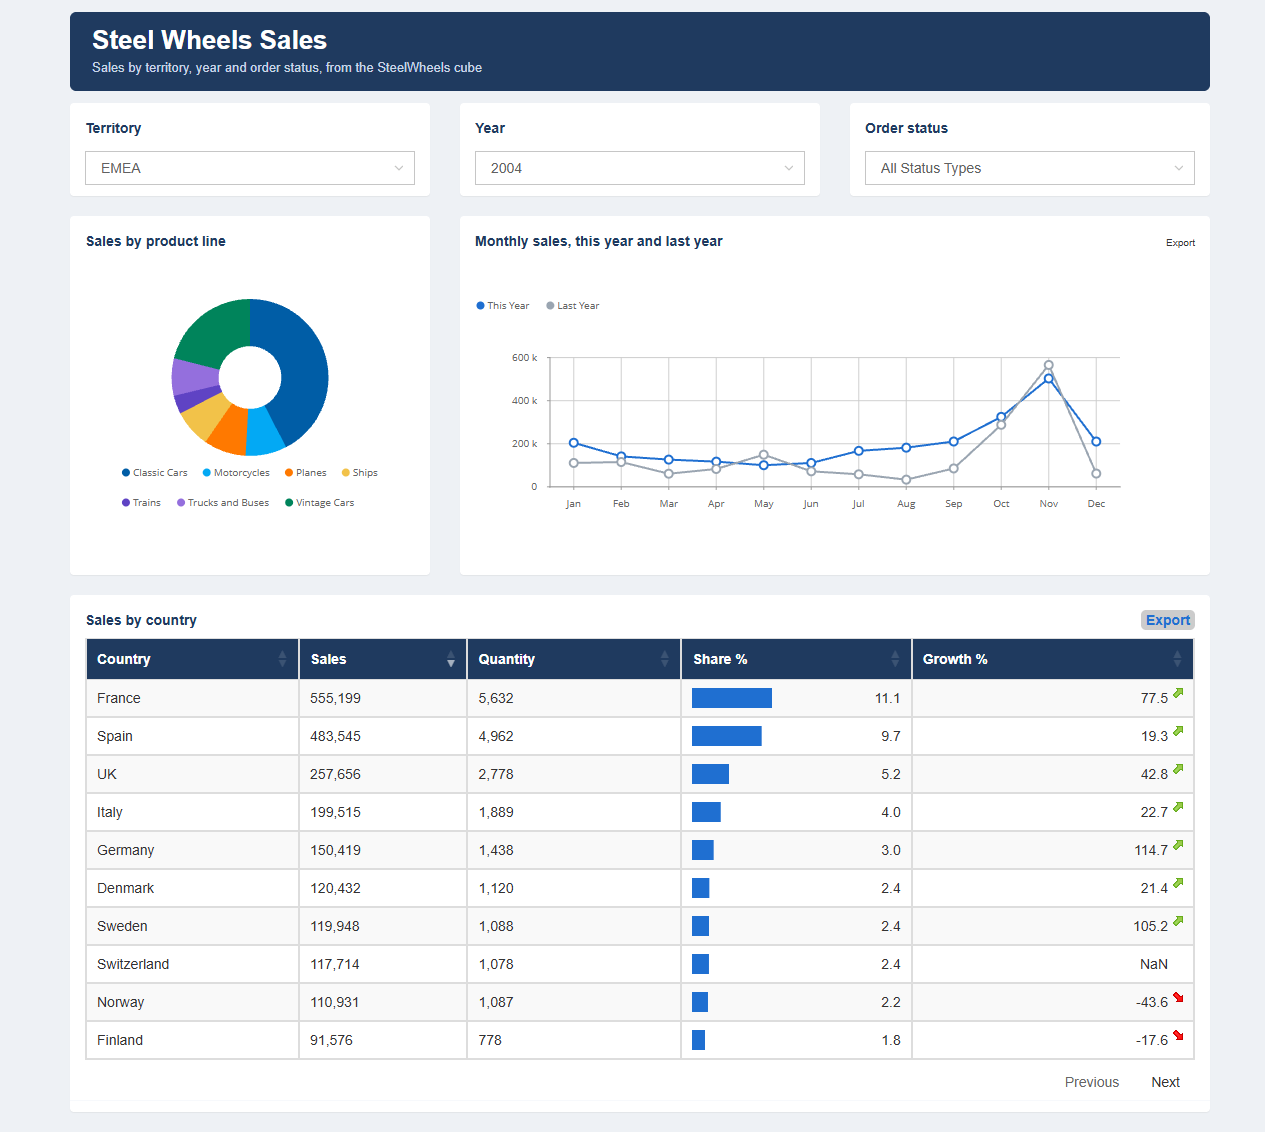 Steel Wheels Sales
Sales by territory, year and order status, from the SteelWheels cube
Territory
EMEA
Year
2004
Order status
All Status Types
Sales by product line
Classic Cars Motorcycles Planes Ships
Trains Trucks and Buses Vintage Cars
Monthly sales, this year and last year
Export
This Year Last Year
600 k
400 k
200 k
0
Jan Feb Mar Apr May Jun Jul Aug Sep Oct Nov Dec
Sales by country
Export
Country Sales Quantity Share % Growth %
France 555,199 5,632 11.1 77.5
Spain 483,545 4,962 9.7 19.3
UK 257,656 2,778 5.2 42.8
Italy 199,515 1,889 4.0 22.7
Germany 150,419 1,438 3.0 114.7
Denmark 120,432 1,120 2.4 21.4
Sweden 119,948 1,088 2.4 105.2
Switzerland 117,714 1,078 2.4 NaN
Norway 110,931 1,087 2.2 -43.6
Finland 91,576 778 1.8 -17.6
Previous Next